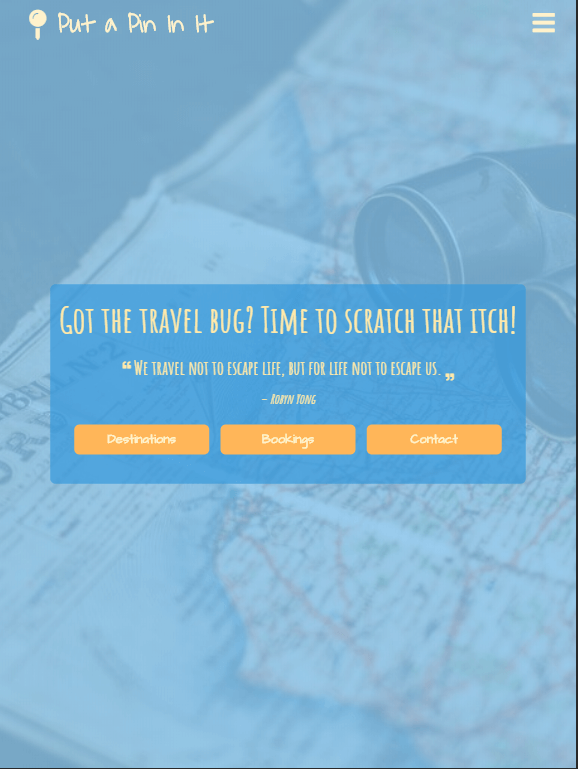 Put a Pin In It
Got the travel bug? Time to scratch that itch!
❝ We travel not to escape life, but for life not to escape us. ❞
– Robyn Yong
Destinations Bookings Contact
Nº2